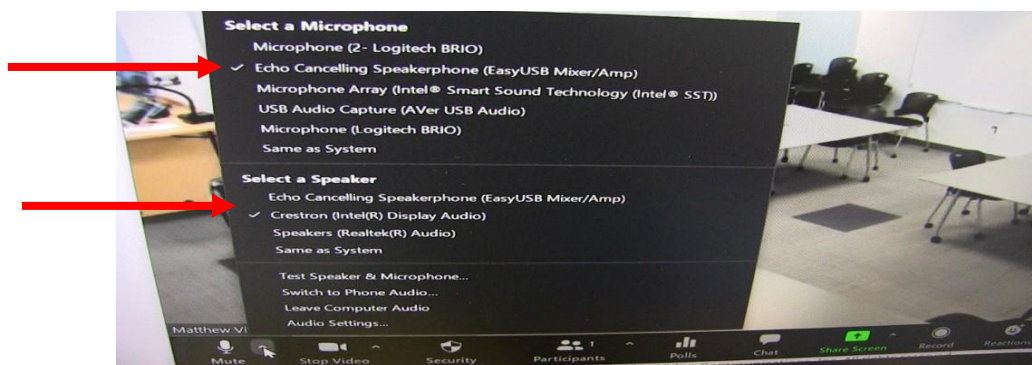 Select a Microphone
Microphone (2- Logitech BRIO)
✓ Echo Cancelling Speakerphone (EasyUSB Mixer/Amp)
Microphone Array (Intel® Smart Sound Technology (Intel® SST))
USB Audio Capture (AVer USB Audio)
Microphone (Logitech BRIO)
Same as System
Select a Speaker
Echo Cancelling Speakerphone (EasyUSB Mixer/Amp)
✓ Crestron (Intel(R) Display Audio)
Speakers (Realtek(R) Audio)
Same as System
Test Speaker & Microphone...
Switch to Phone Audio...
Leave Computer Audio
Audio Settings...
Matthew Vi
Mute
Stop Video
Security
Participants
1
Polls
Chat
Share Screen
Record
Reactions